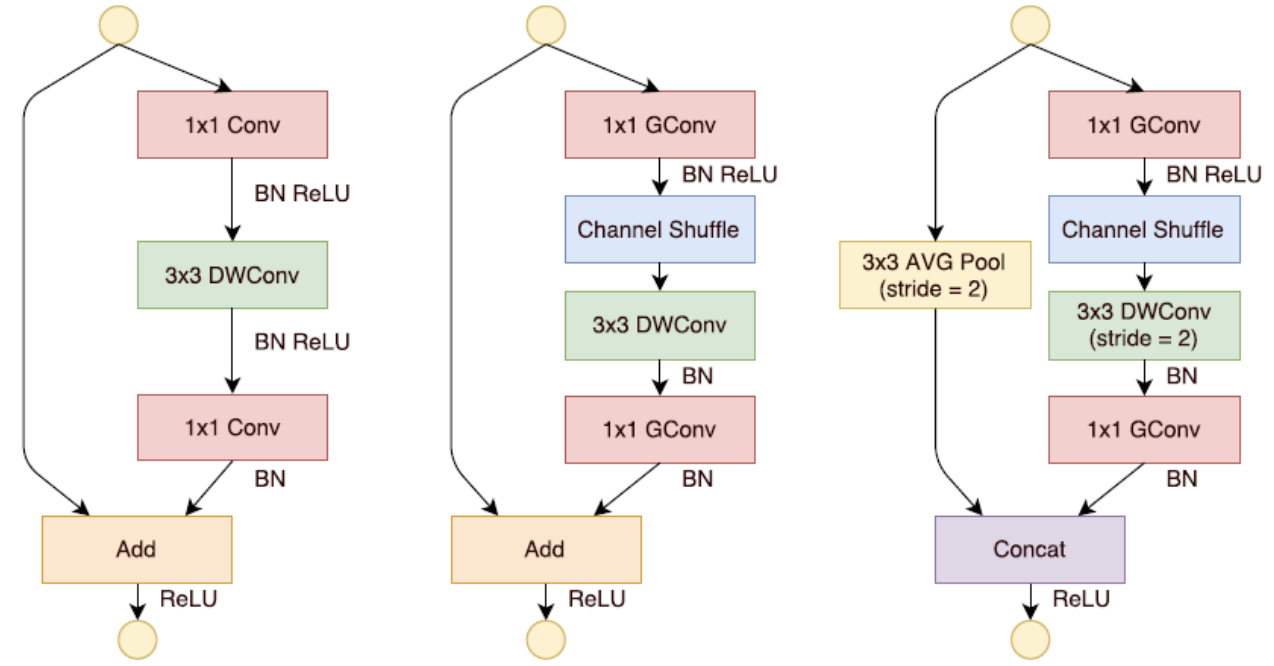 1x1 Conv
BN ReLU
3x3 DWConv
BN ReLU
1x1 Conv
BN
Add
ReLU
1x1 GConv
BN ReLU
Channel Shuffle
3x3 DWConv
BN
1x1 GConv
BN
Add
ReLU
3x3 AVG Pool
(stride = 2)
1x1 GConv
BN ReLU
Channel Shuffle
3x3 DWConv
(stride = 2)
BN
1x1 GConv
BN
Concat
ReLU